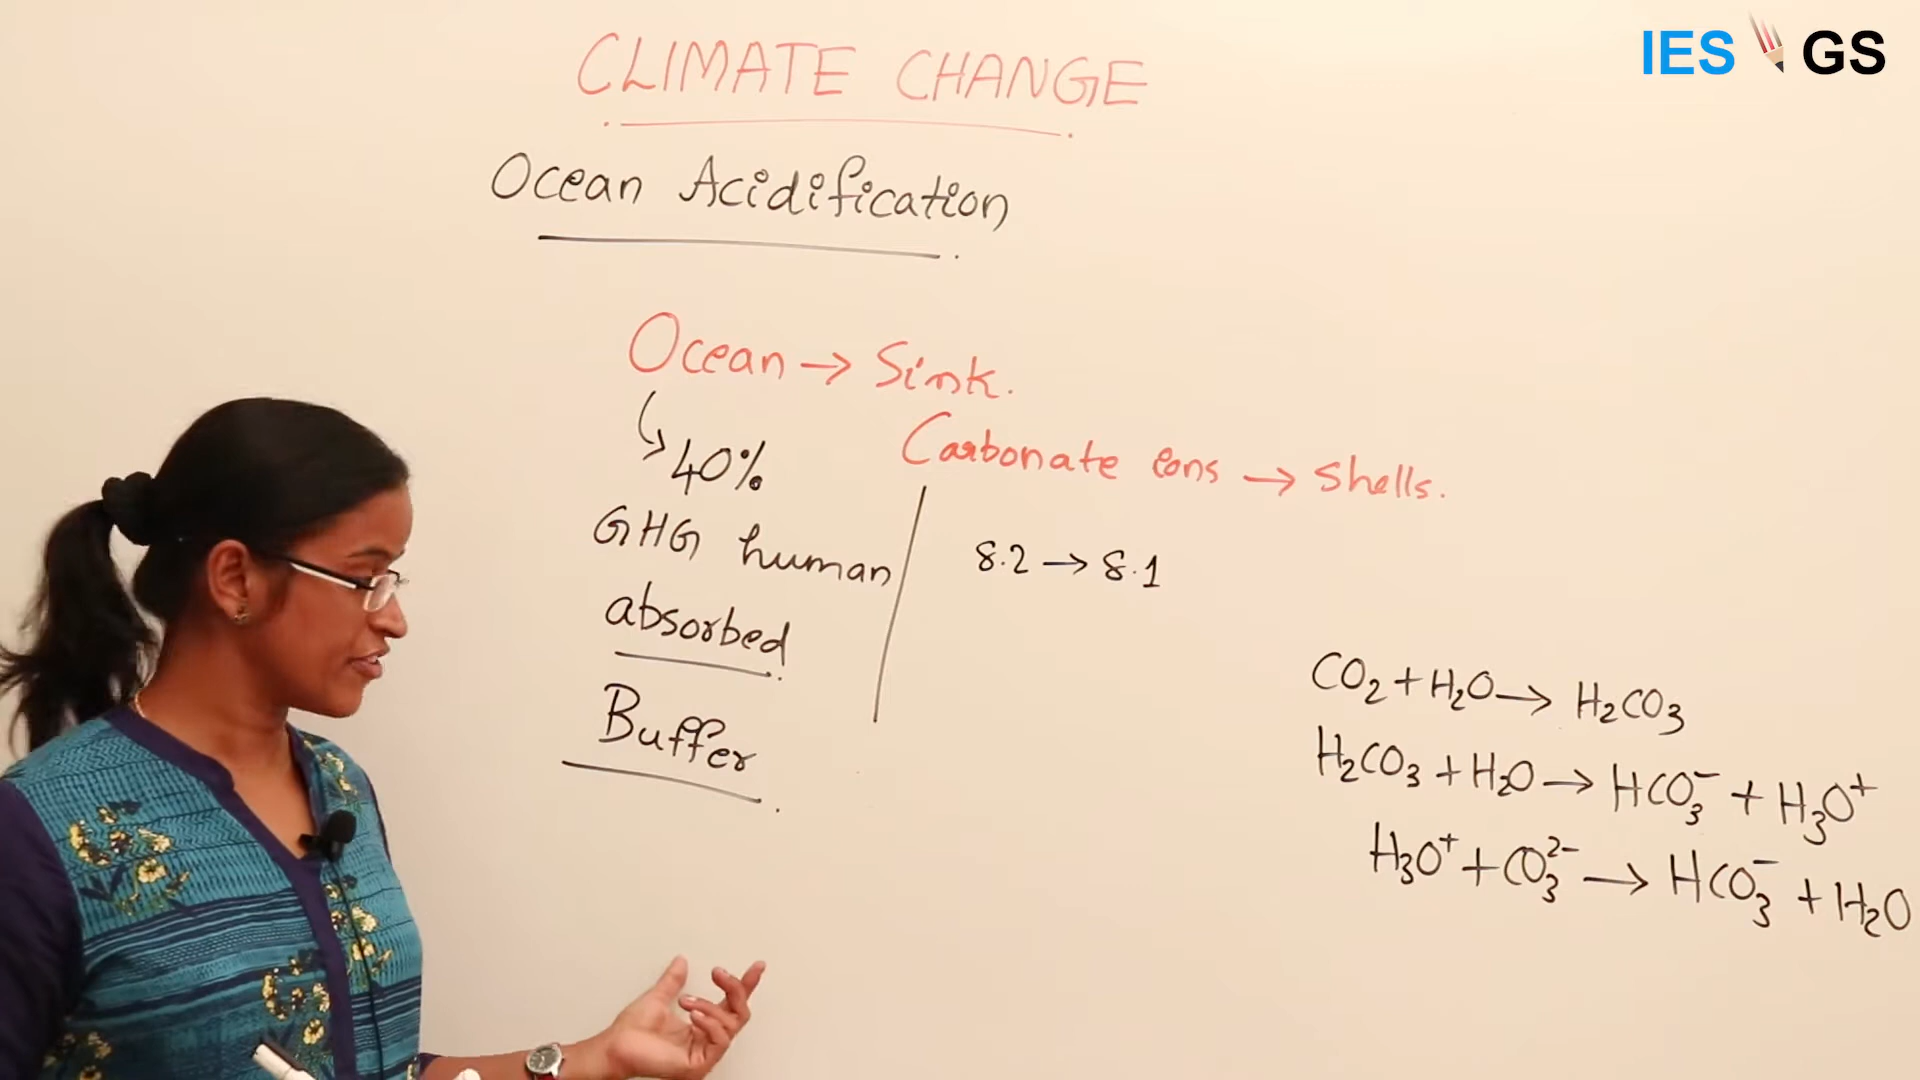 IES GS
CLIMATE CHANGE
Ocean Acidification
Ocean → Sink.
40%
Carbonate ions → Shells.
GHG human
absorbed
Buffer
8.2 → 8.1
CO₂ + H₂O → H₂CO₃
H₂CO₃ + H₂O → HCO₃⁻ + H₃O⁺
H₃O⁺ + CO₃²⁻ → HCO₃⁻ + H₂O